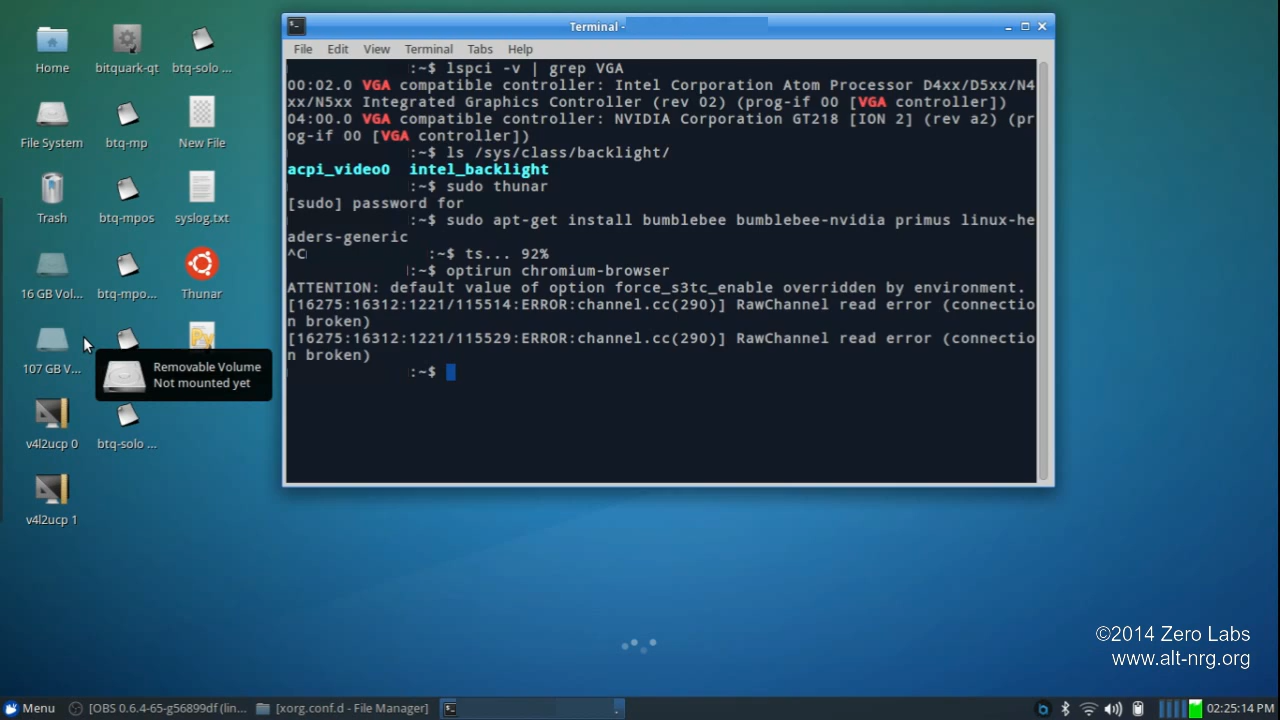 Terminal -
File Edit View Terminal Tabs Help
:~$ lspci -v | grep VGA
00:02.0 VGA compatible controller: Intel Corporation Atom Processor D4xx/D5xx/N4
xx/N5xx Integrated Graphics Controller (rev 02) (prog-if 00 [VGA controller])
04:00.0 VGA compatible controller: NVIDIA Corporation GT218 [ION 2] (rev a2) (pr
og-if 00 [VGA controller])
:~$ ls /sys/class/backlight/
acpi_video0 intel_backlight
:~$ sudo thunar
[sudo] password for
:~$ sudo apt-get install bumblebee bumblebee-nvidia primus linux-he
aders-generic
^C :~$ ts... 92%
:~$ optirun chromium-browser
ATTENTION: default value of option force_s3tc_enable overridden by environment.
[16275:16312:1221/115514:ERROR:channel.cc(290)] RawChannel read error (connectio
n broken)
[16275:16312:1221/115529:ERROR:channel.cc(290)] RawChannel read error (connectio
n broken)
:~$
Home bitquark-qt btq-solo ...
File System btq-mp New File
Trash btq-mpos syslog.txt
16 GB Vol... btq-mpo... Thunar
107 GB V...
Removable Volume
Not mounted yet
v4l2ucp 0 btq-solo ...
v4l2ucp 1
©2014 Zero Labs
www.alt-nrg.org
Menu [OBS 0.6.4-65-g56899df (lin... [xorg.conf.d - File Manager] 02:25:14 PM